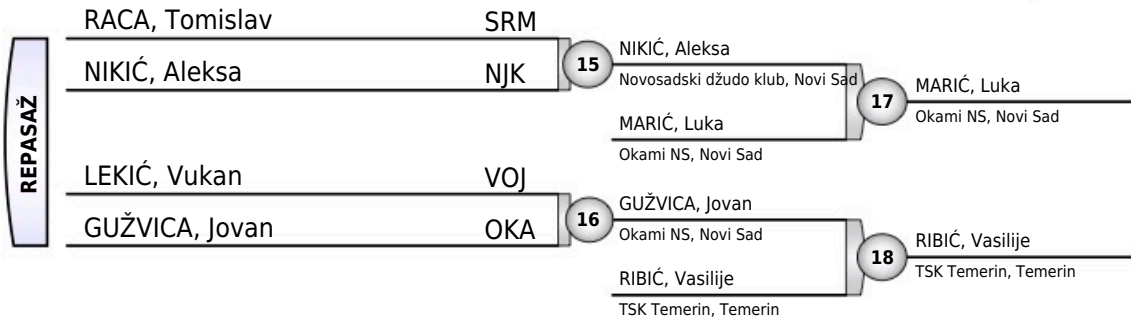 RACA, Tomislav SRM
NIKIĆ, Aleksa NJK
15
NIKIĆ, Aleksa
Novosadski džudo klub, Novi Sad
MARIĆ, Luka
Okami NS, Novi Sad
17
MARIĆ, Luka
Okami NS, Novi Sad
REPASAŽ
LEKIĆ, Vukan VOJ
GUŽVICA, Jovan OKA
16
GUŽVICA, Jovan
Okami NS, Novi Sad
RIBIĆ, Vasilije
TSK Temerin, Temerin
18
RIBIĆ, Vasilije
TSK Temerin, Temerin